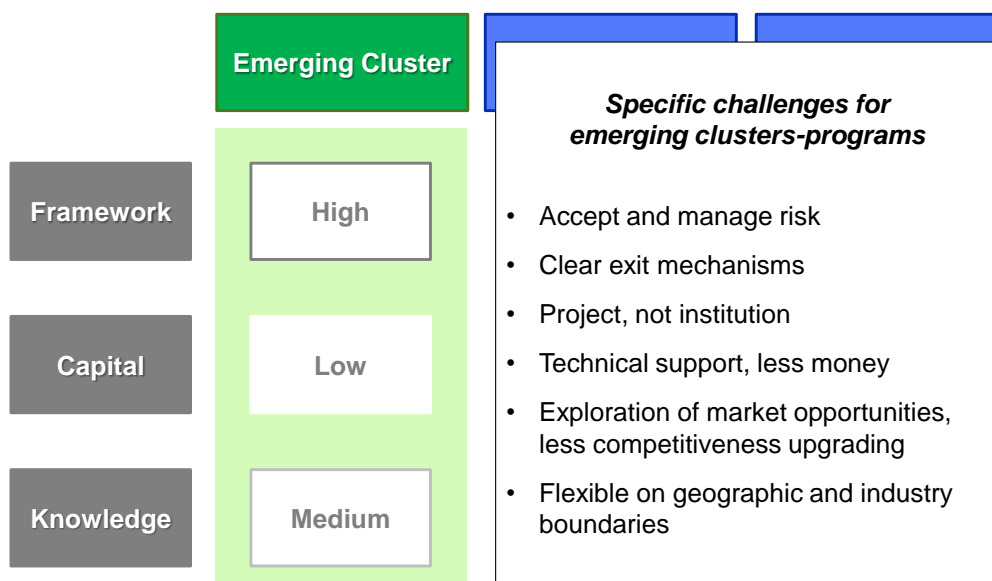 Emerging Cluster
Specific challenges for
emerging clusters-programs
Framework
High
Capital
Low
Knowledge
Medium
• Accept and manage risk
• Clear exit mechanisms
• Project, not institution
• Technical support, less money
• Exploration of market opportunities,
less competitiveness upgrading
• Flexible on geographic and industry
boundaries